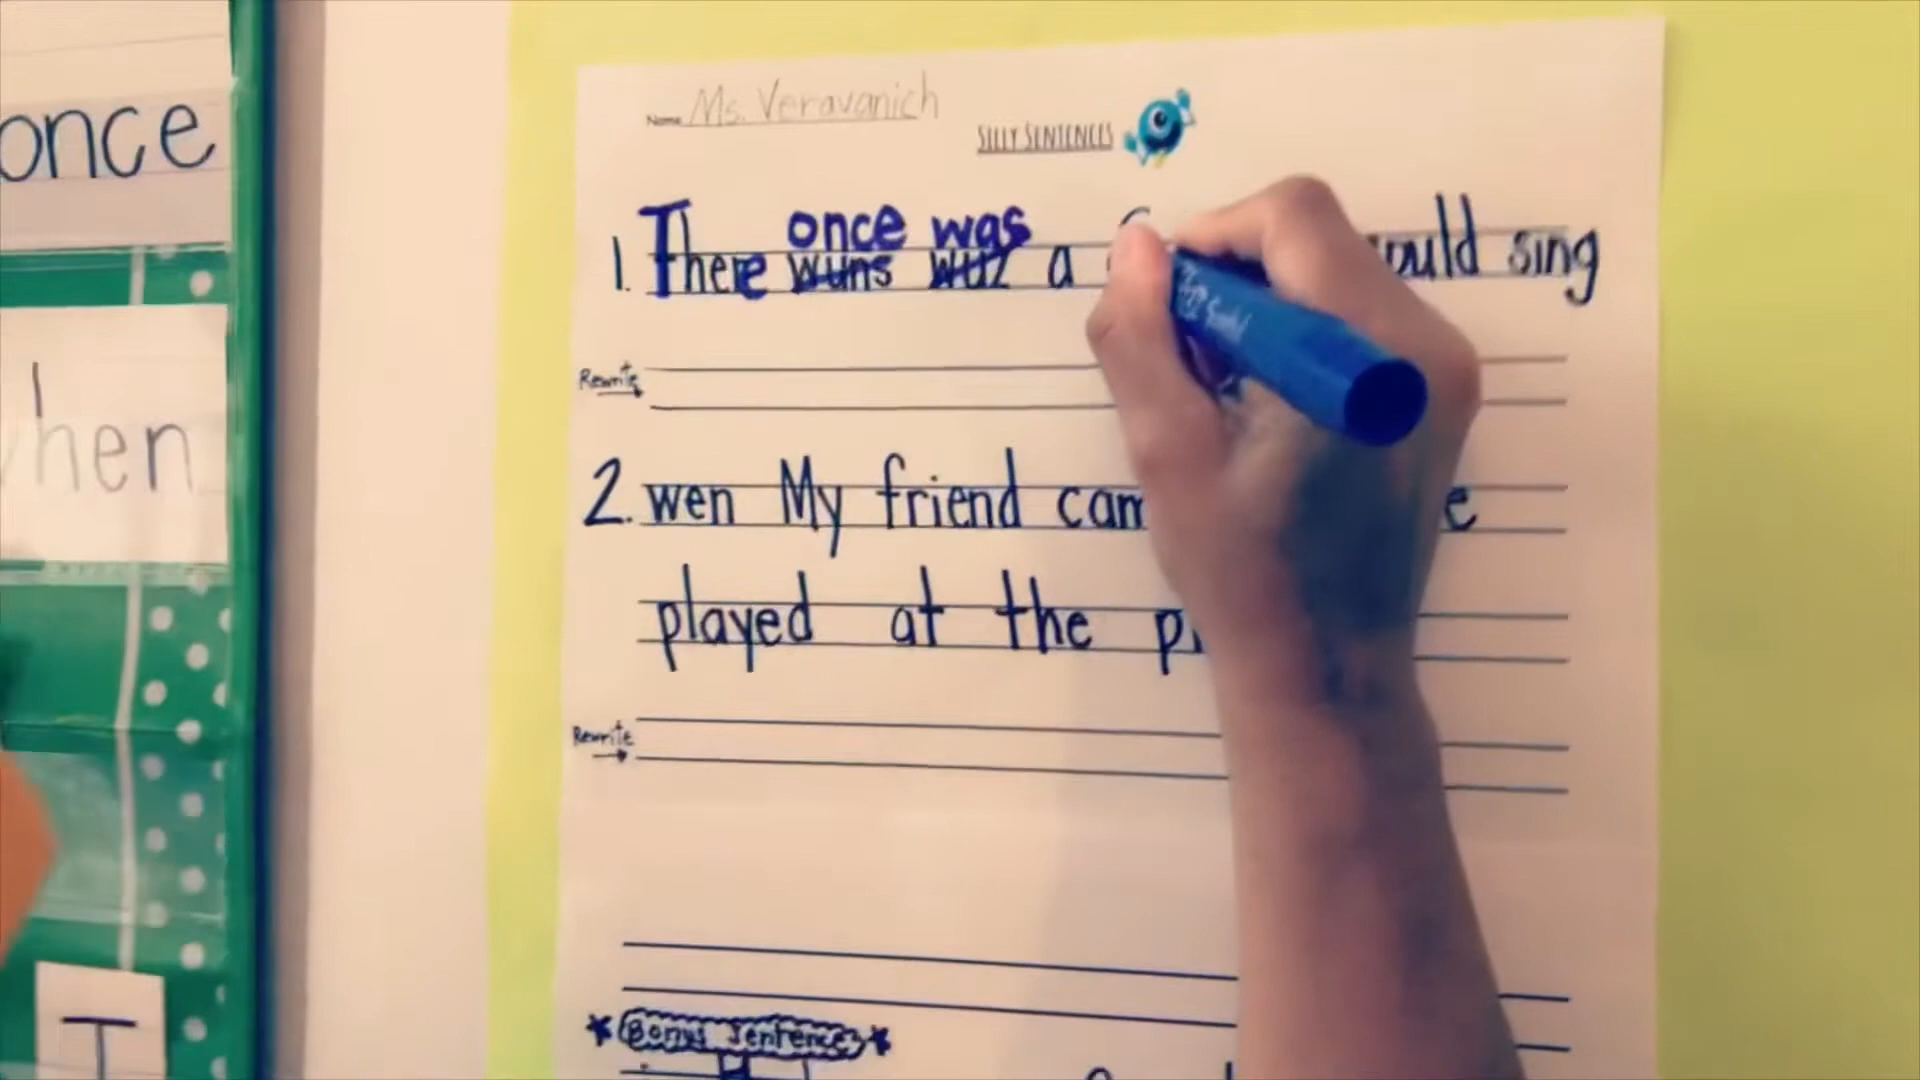 once
hen
I
Name Ms. Veravanich
SILLY SENTENCES
once was
1. There wuns wuz a ould sing
Rewrite
2. wen My friend cam e
played at the p
Rewrite
Bonus Sentence